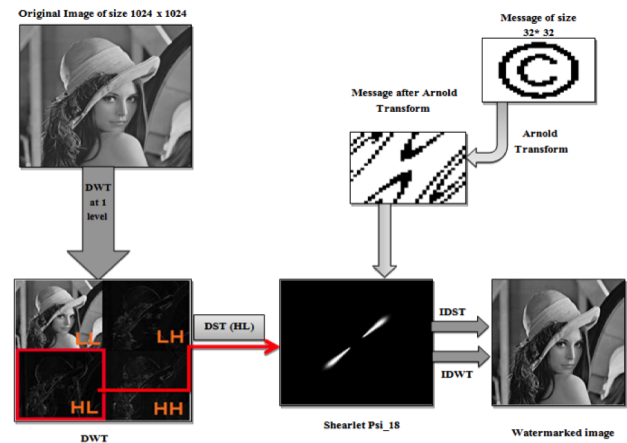 Original Image of size 1024 x 1024
Message of size
32* 32
Message after Arnold
Transform
Arnold
Transform
DWT
at 1
level
LL
LH
HL
HH
DST (HL)
IDST
IDWT
Shearlet Psi_18
DWT
Watermarked image